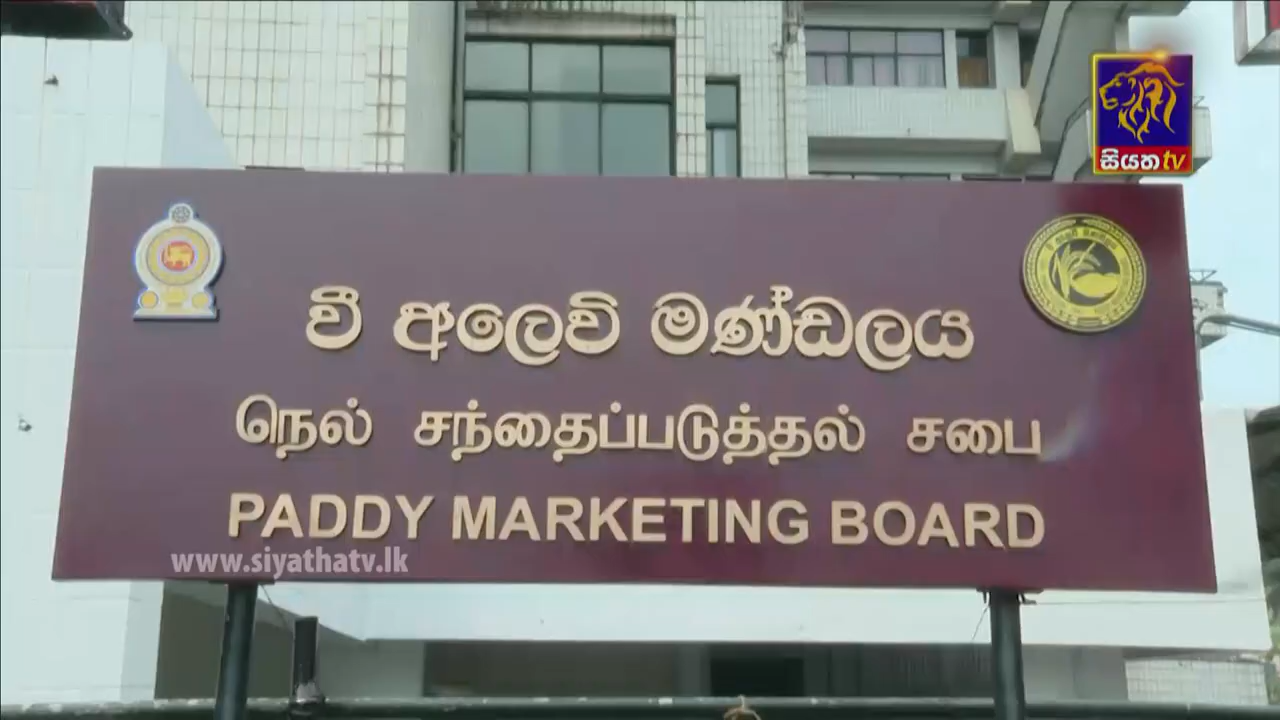 සියත tv
වී අලෙවි මණ්ඩලය
நெல் சந்தைப்படுத்தல் சபை
PADDY MARKETING BOARD
www.siyathatv.lk